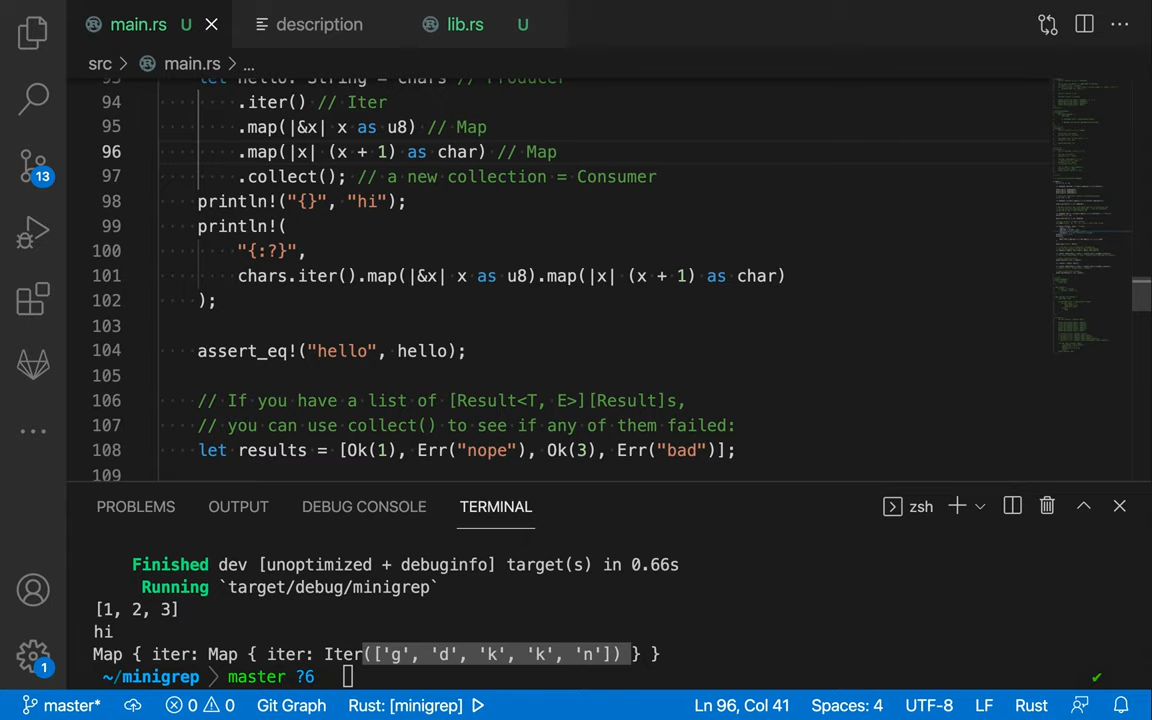 main.rs U
description
lib.rs U
src > main.rs > ...
94 .iter() // Iter
95 .map(|&x| x as u8) // Map
96 .map(|x| (x + 1) as char) // Map
97 .collect(); // a new collection = Consumer
98 println!("{}", "hi");
99 println!(
100 "{:?}",
101 chars.iter().map(|&x| x as u8).map(|x| (x + 1) as char)
102 );
103
104 assert_eq!("hello", hello);
105
106 // If you have a list of [Result<T, E>][Result]s,
107 // you can use collect() to see if any of them failed:
108 let results = [Ok(1), Err("nope"), Ok(3), Err("bad")];
109
13
PROBLEMS OUTPUT DEBUG CONSOLE TERMINAL
zsh
Finished dev [unoptimized + debuginfo] target(s) in 0.66s
Running `target/debug/minigrep`
[1, 2, 3]
hi
Map { iter: Map { iter: Iter(['g', 'd', 'k', 'k', 'n']) } }
~/minigrep > master ?6
1
master* 0 0 Git Graph Rust: [minigrep] Ln 96, Col 41 Spaces: 4 UTF-8 LF Rust